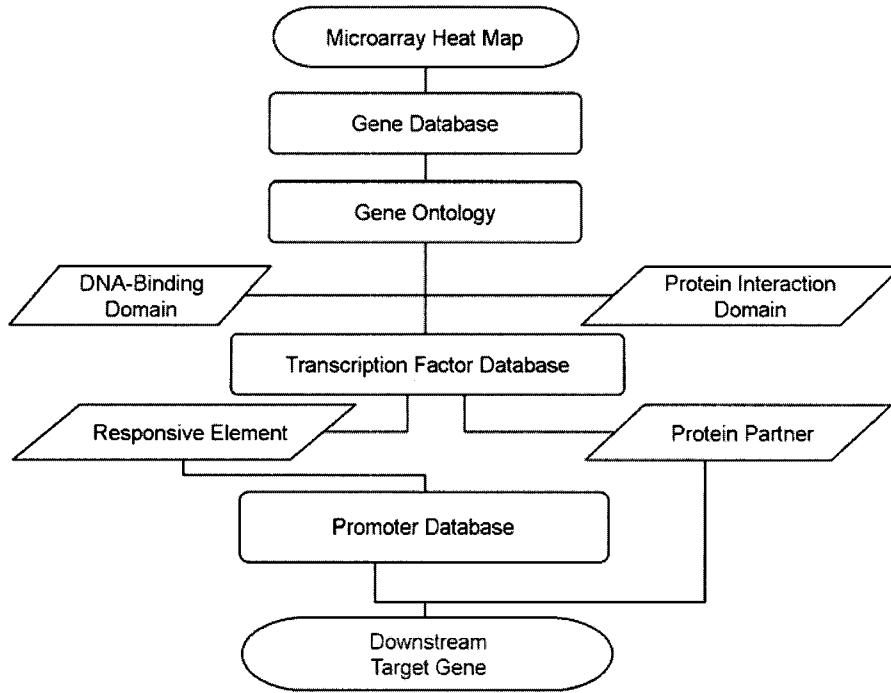 Microarray Heat Map
Gene Database
Gene Ontology
DNA-Binding
Domain
Protein Interaction
Domain
Transcription Factor Database
Responsive Element
Protein Partner
Promoter Database
Downstream
Target Gene